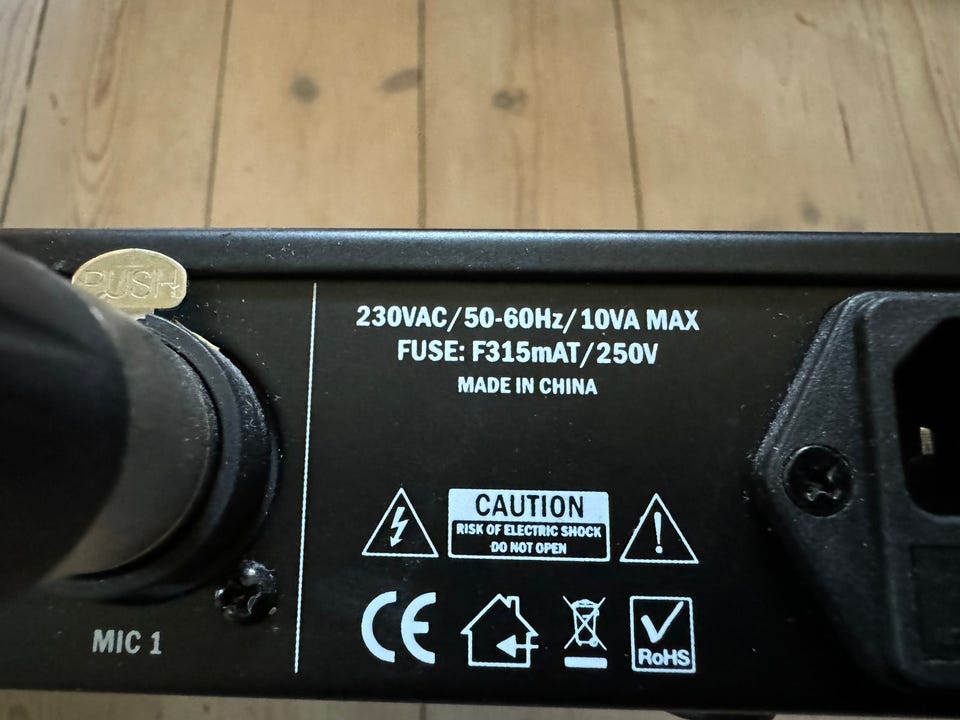 PUSH
230VAC/50-60Hz/10VA MAX
FUSE: F315mAT/250V
MADE IN CHINA
CAUTION
RISK OF ELECTRIC SHOCK
DO NOT OPEN
CE
RoHS
MIC 1